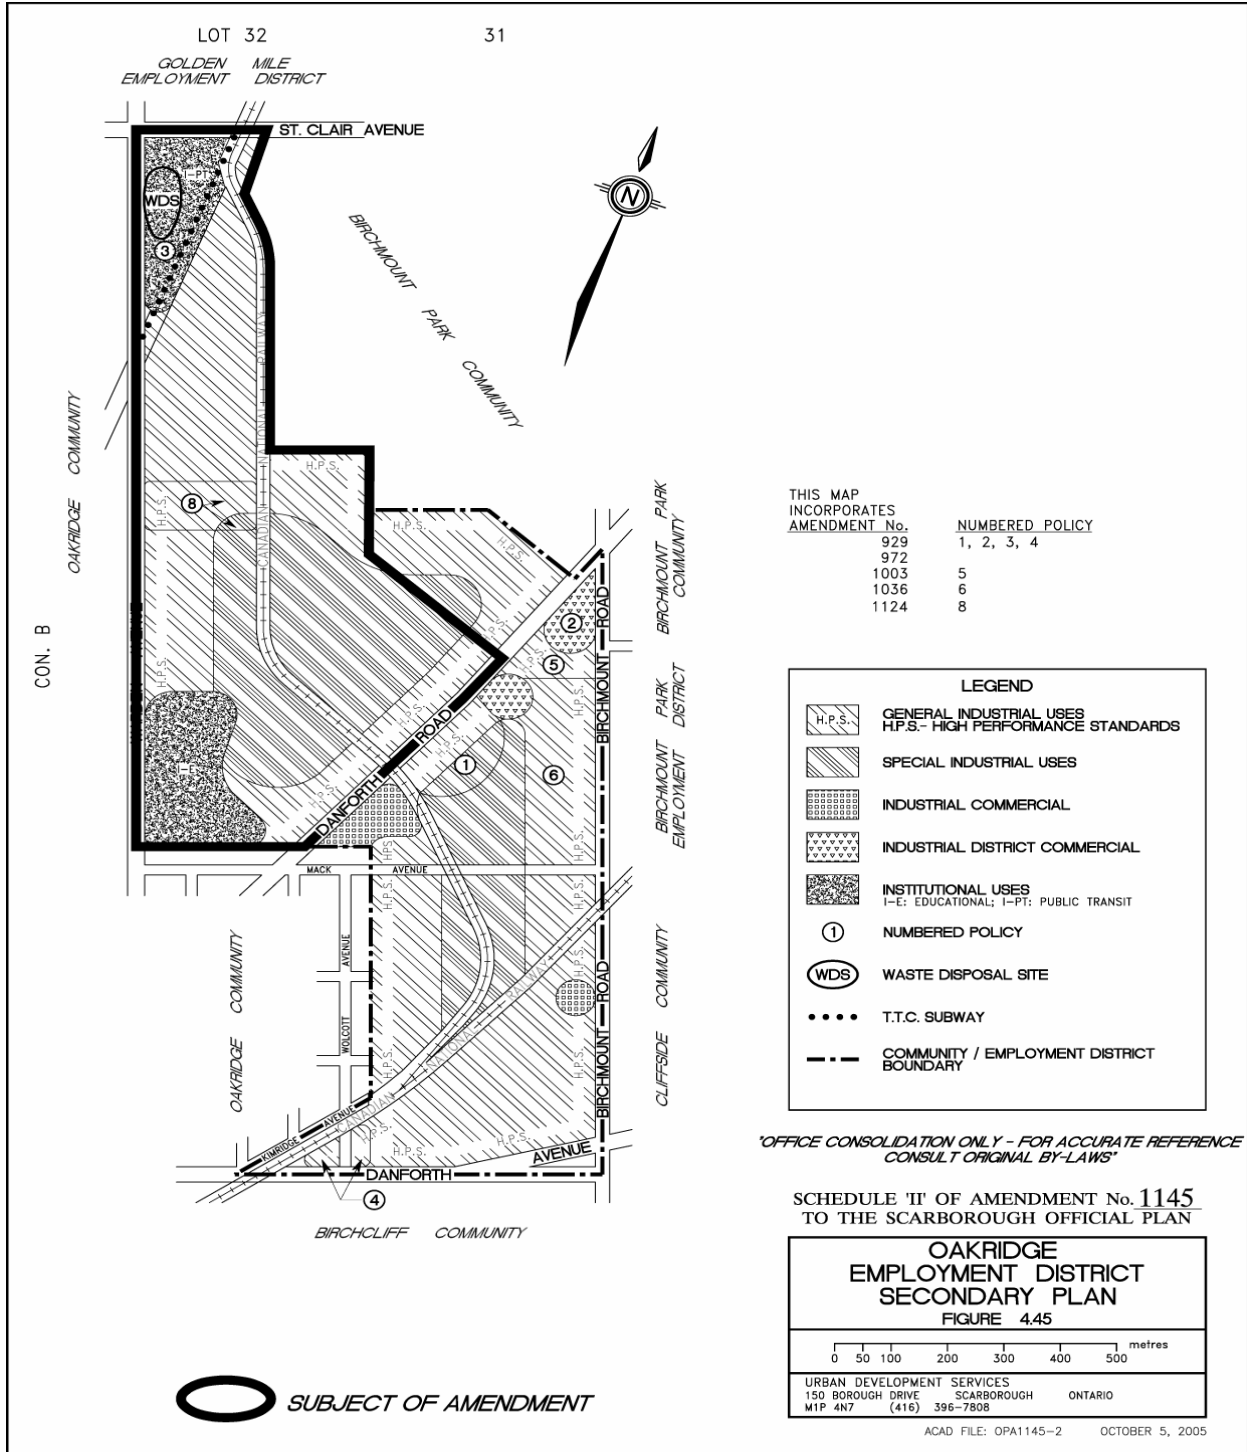 LOT 32
31
GOLDEN MILE
EMPLOYMENT DISTRICT
ST. CLAIR AVENUE
I-PT
WDS
3
N
BIRCHMOUNT PARK COMMUNITY
CANADIAN NATIONAL RAILWAY
OAKRIDGE COMMUNITY
CON. B
H.P.S.
H.P.S.
8
H.P.S.
H.P.S.
H.P.S.
H.P.S.
2
H.P.S.
5
H.P.S.
H.P.S.
H.P.S.
H.P.S.
H.P.S.
1
6
I-E
DANFORTH ROAD
BIRCHMOUNT ROAD
BIRCHMOUNT PARK
COMMUNITY
BIRCHMOUNT PARK
EMPLOYMENT DISTRICT
HPS
H.P.S.
MACK AVENUE
H.P.S.
H.P.S.
OAKRIDGE COMMUNITY
WOLCOTT AVENUE
H.P.S.
H.P.S.
H.P.S.
CANADIAN NATIONAL RAILWAY
BIRCHMOUNT ROAD
CLIFFSIDE COMMUNITY
KIMRIDGE AVENUE
H.P.S.
H.P.S.
H.P.S.
DANFORTH AVENUE
4
BIRCHCLIFF COMMUNITY
THIS MAP
INCORPORATES
AMENDMENT No. NUMBERED POLICY
929 1, 2, 3, 4
972
1003 5
1036 6
1124 8
LEGEND
H.P.S. GENERAL INDUSTRIAL USES
H.P.S.- HIGH PERFORMANCE STANDARDS
SPECIAL INDUSTRIAL USES
INDUSTRIAL COMMERCIAL
INDUSTRIAL DISTRICT COMMERCIAL
INSTITUTIONAL USES
I-E: EDUCATIONAL; I-PT: PUBLIC TRANSIT
1 NUMBERED POLICY
WDS WASTE DISPOSAL SITE
T.T.C. SUBWAY
COMMUNITY / EMPLOYMENT DISTRICT
BOUNDARY
"OFFICE CONSOLIDATION ONLY - FOR ACCURATE REFERENCE
CONSULT ORIGINAL BY-LAWS"
SCHEDULE 'II' OF AMENDMENT No. 1145
TO THE SCARBOROUGH OFFICIAL PLAN
OAKRIDGE
EMPLOYMENT DISTRICT
SECONDARY PLAN
FIGURE 4.45
metres
0 50 100 200 300 400 500
URBAN DEVELOPMENT SERVICES
150 BOROUGH DRIVE SCARBOROUGH ONTARIO
M1P 4N7 (416) 396-7808
ACAD FILE: OPA1145-2 OCTOBER 5, 2005
SUBJECT OF AMENDMENT